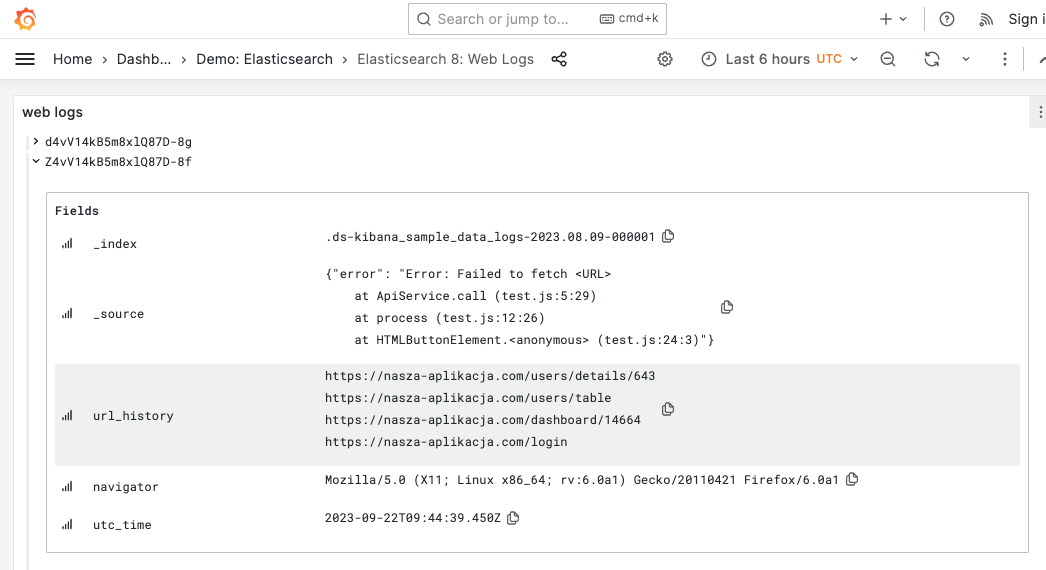 Search or jump to...
cmd+k
Sign i
Home
Dashb...
Demo: Elasticsearch
Elasticsearch 8: Web Logs
Last 6 hours UTC
web logs
d4vV14kB5m8xlQ87D-8g
Z4vV14kB5m8xlQ87D-8f
Fields
_index
.ds-kibana_sample_data_logs-2023.08.09-000001
_source
{"error": "Error: Failed to fetch <URL>
at ApiService.call (test.js:5:29)
at process (test.js:12:26)
at HTMLButtonElement.<anonymous> (test.js:24:3)"}
url_history
https://nasza-aplikacja.com/users/details/643
https://nasza-aplikacja.com/users/table
https://nasza-aplikacja.com/dashboard/14664
https://nasza-aplikacja.com/login
navigator
Mozilla/5.0 (X11; Linux x86_64; rv:6.0a1) Gecko/20110421 Firefox/6.0a1
utc_time
2023-09-22T09:44:39.450Z